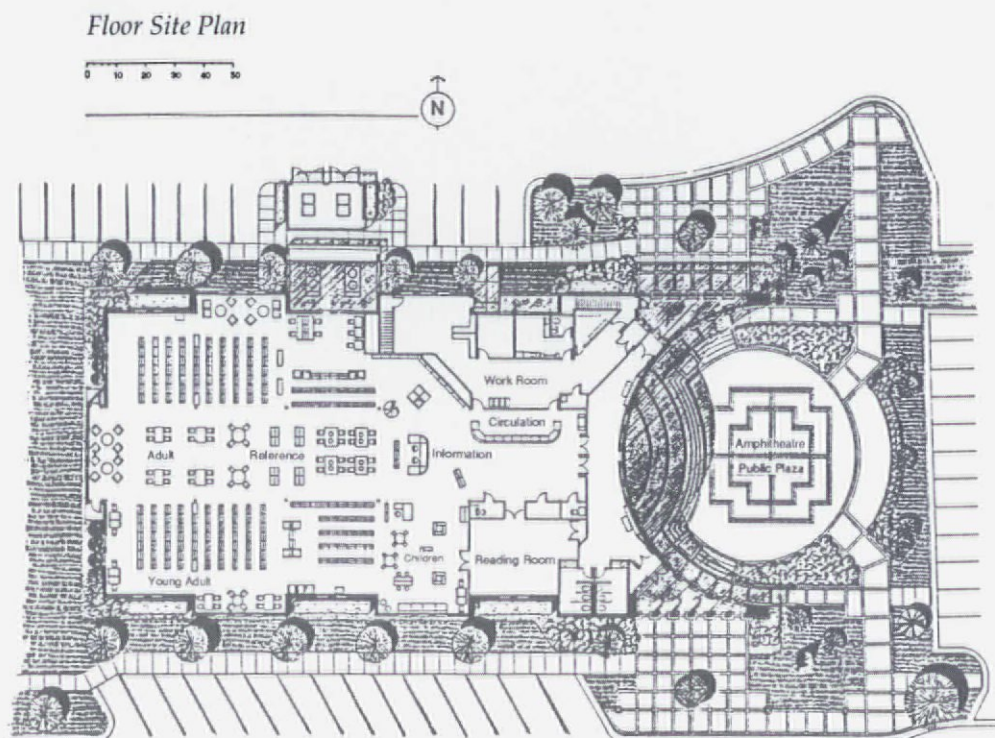 Floor Site Plan
0 10 20 30 50
N
Work Room
Circulation
Amphitheatre
Adult
Reference
Information
Public Plaza
Children
Reading Room
Young Adult